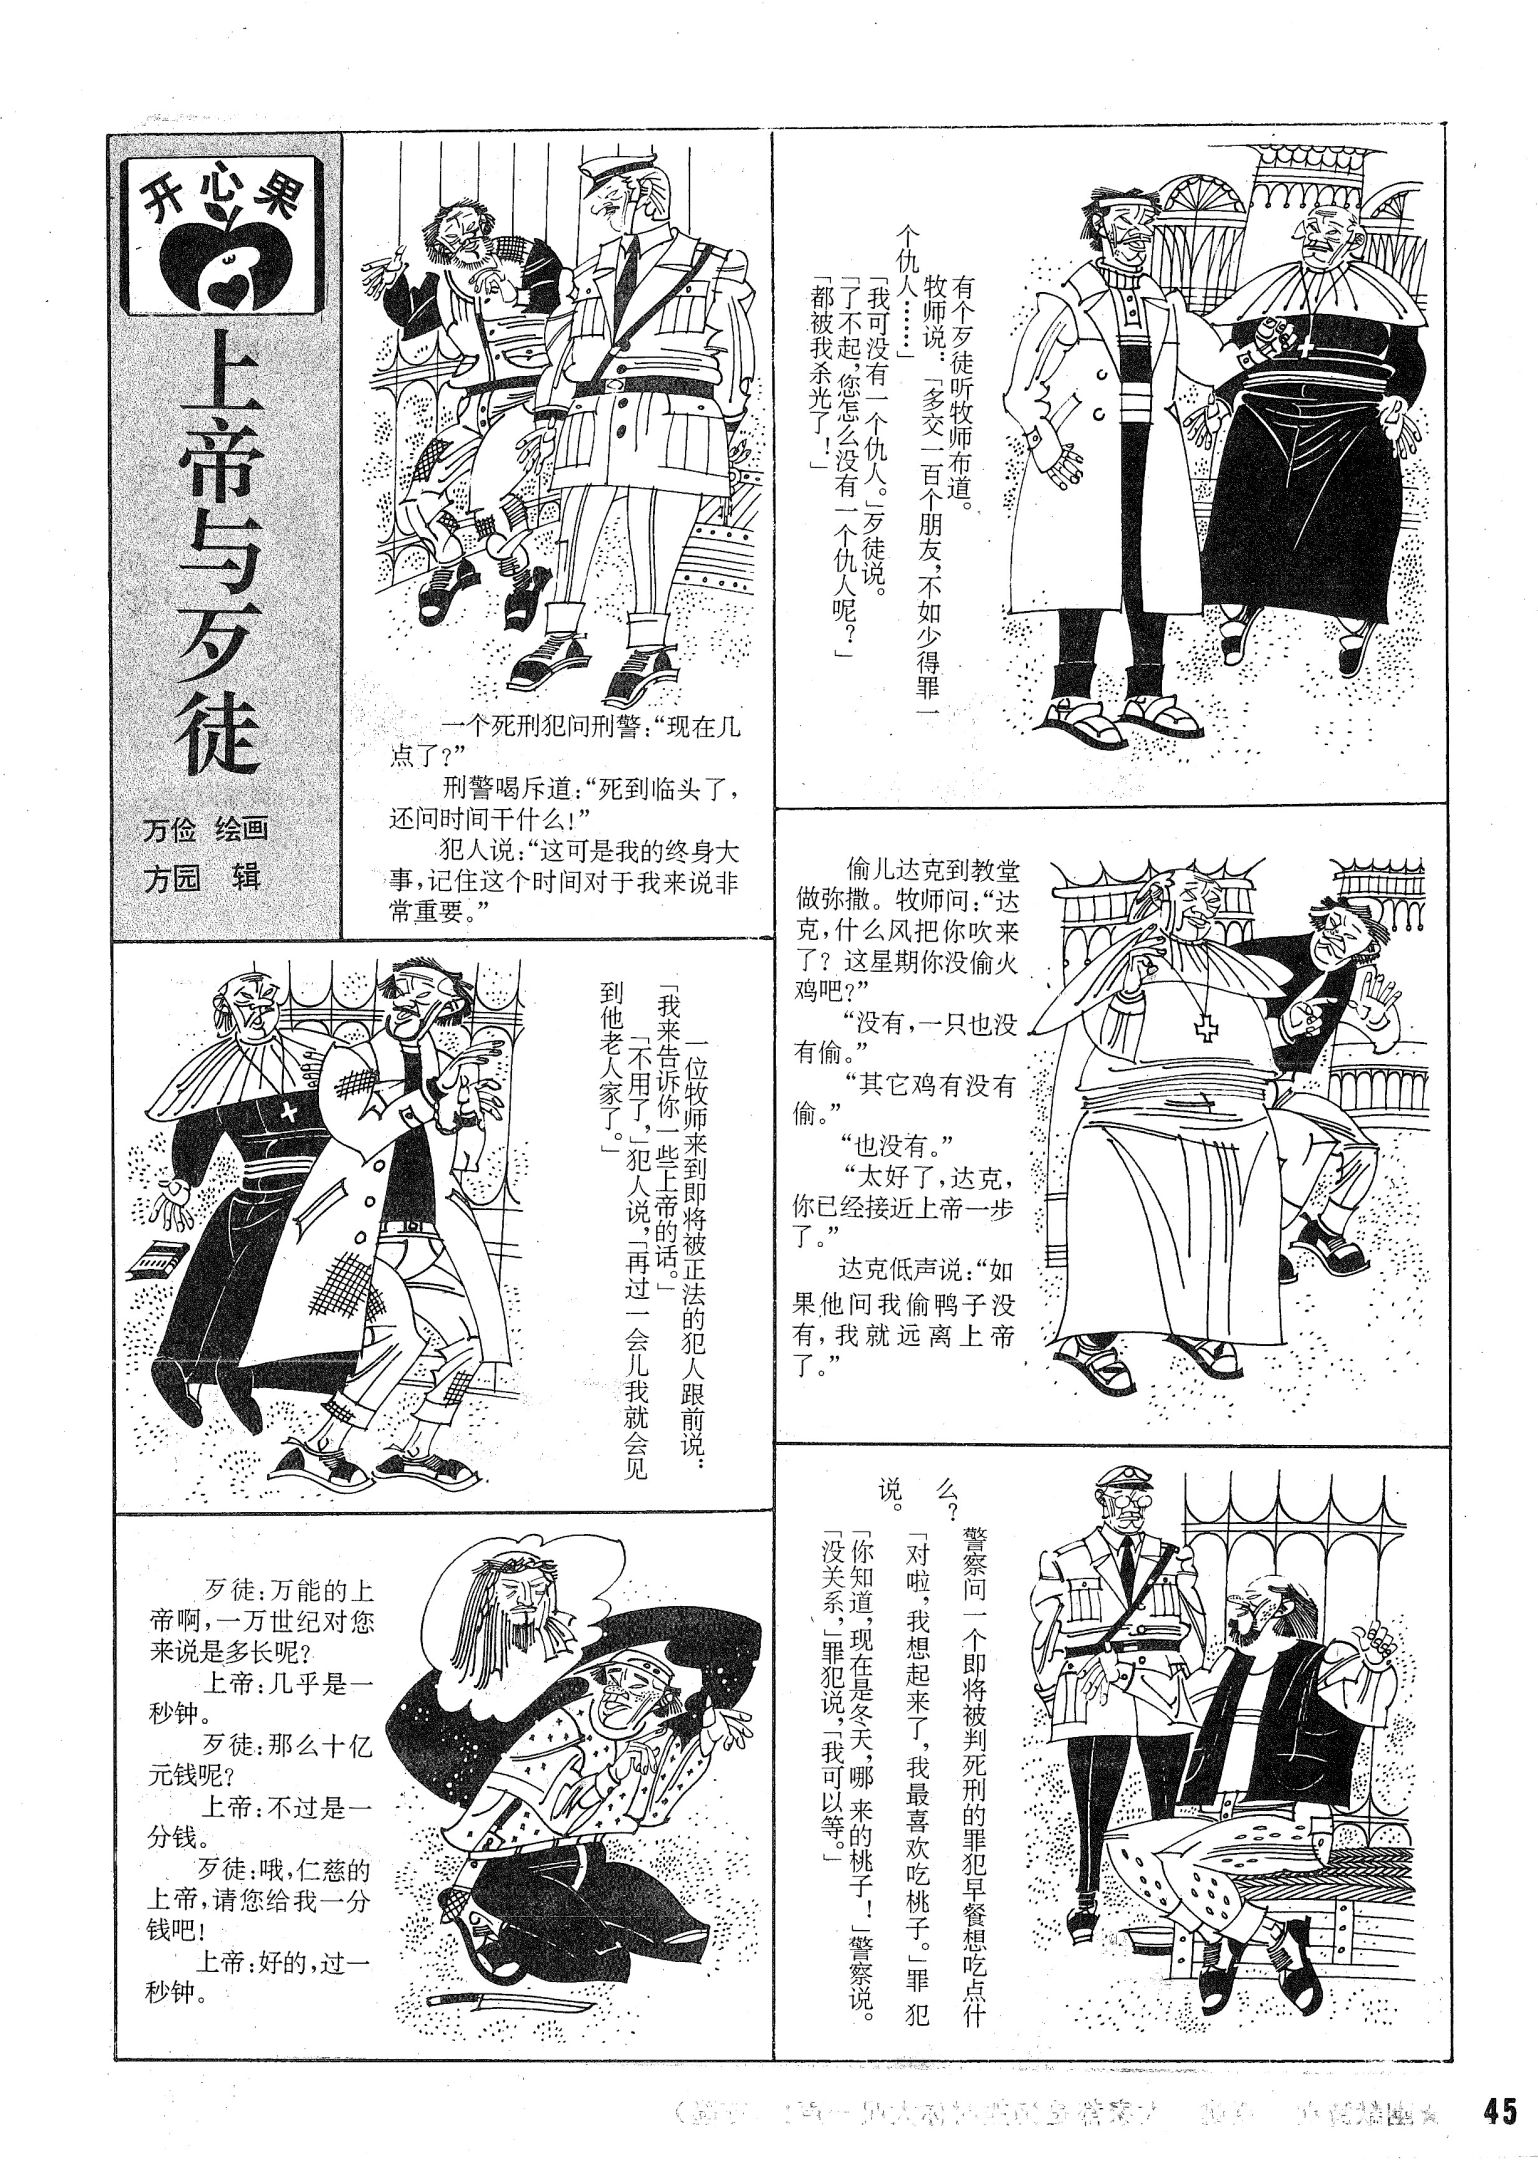 开心果
上帝与歹徒
万俭 绘画
方园 辑
一个死刑犯问刑警：“现在几
点了？”
刑警喝斥道：“死到临头了，
还问时间干什么！”
犯人说：“这可是我的终身大
事，记住这个时间对于我来说非
常重要。”
有个歹徒听牧师布道。
牧师说：「多交一百个朋友，不如少得罪一
个仇人……」
「我可没有一个仇人。」歹徒说。
「了不起，您怎么没有一个仇人呢？」
「都被我杀光了！」
偷儿达克到教堂
做弥撒。牧师问：“达
克，什么风把你吹来
了？这星期你没偷火
鸡吧？”
“没有，一只也没
有偷。”
“其它鸡有没有
偷。”
“也没有。”
“太好了，达克，
你已经接近上帝一步
了。”
达克低声说：“如
果他问我偷鸭子没
有，我就远离上帝
了。”
一位牧师来到即将被正法的犯人跟前说：
「我来告诉你一些上帝的话。」
「不用了，」犯人说，「再过一会儿我就会见
到他老人家了。」
歹徒：万能的上
帝啊，一万世纪对您
来说是多长呢？
上帝：几乎是一
秒钟。
歹徒：那么十亿
元钱呢？
上帝：不过是一
分钱。
歹徒：哦，仁慈的
上帝，请您给我一分
钱吧！
上帝：好的，过一
秒钟。
警察问一个即将被判死刑的罪犯早餐想吃点什
么？
「对啦，我想起来了，我最喜欢吃桃子。」罪犯
说。
「你知道，现在是冬天，哪来的桃子！」警察说。
「没关系，」罪犯说，「我可以等。」
45